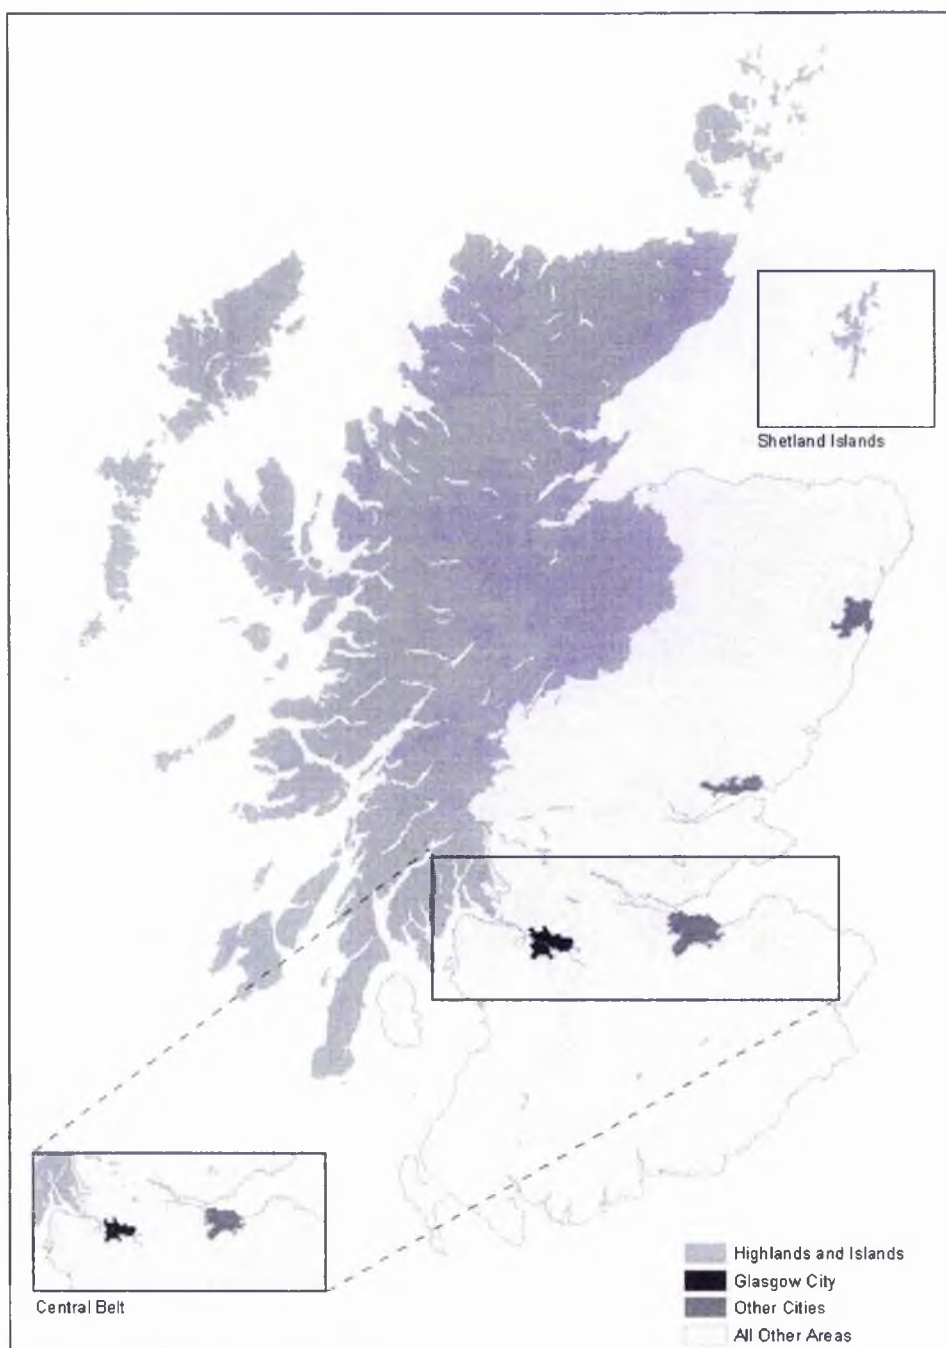 Shetland Islands
Central Belt
Highlands and Islands
Glasgow City
Other Cities
All Other Areas